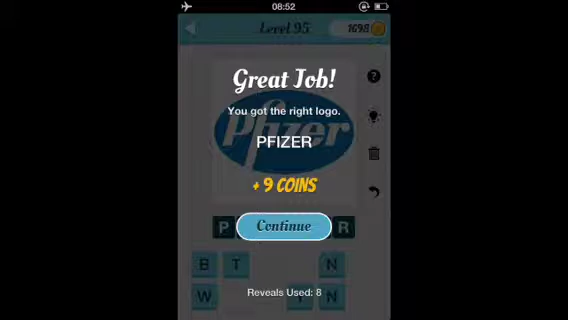 08:52
Level 95
1698
Great Job!
You got the right logo.
Pfizer
PFIZER
+ 9 COINS
P
Continue
R
B T N
W I N
Reveals Used: 8